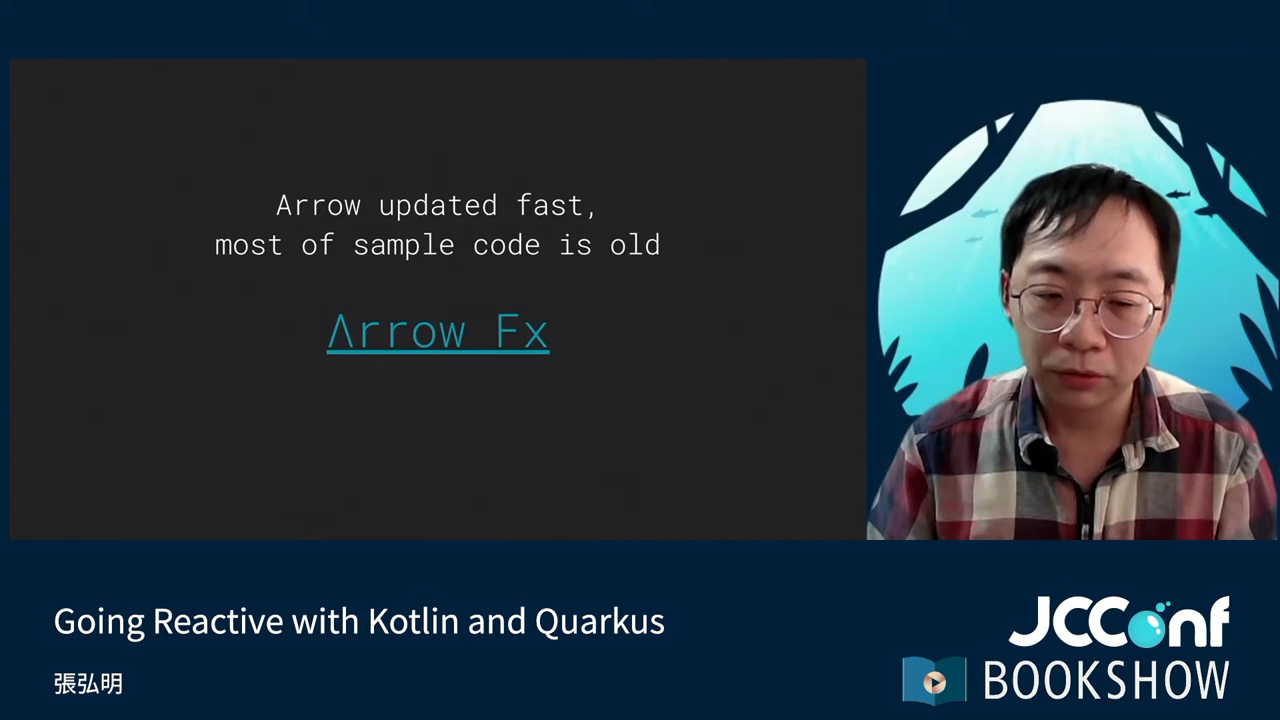 Arrow updated fast,
most of sample code is old
Arrow Fx
Going Reactive with Kotlin and Quarkus
張弘明
JCConf
BOOKSHOW